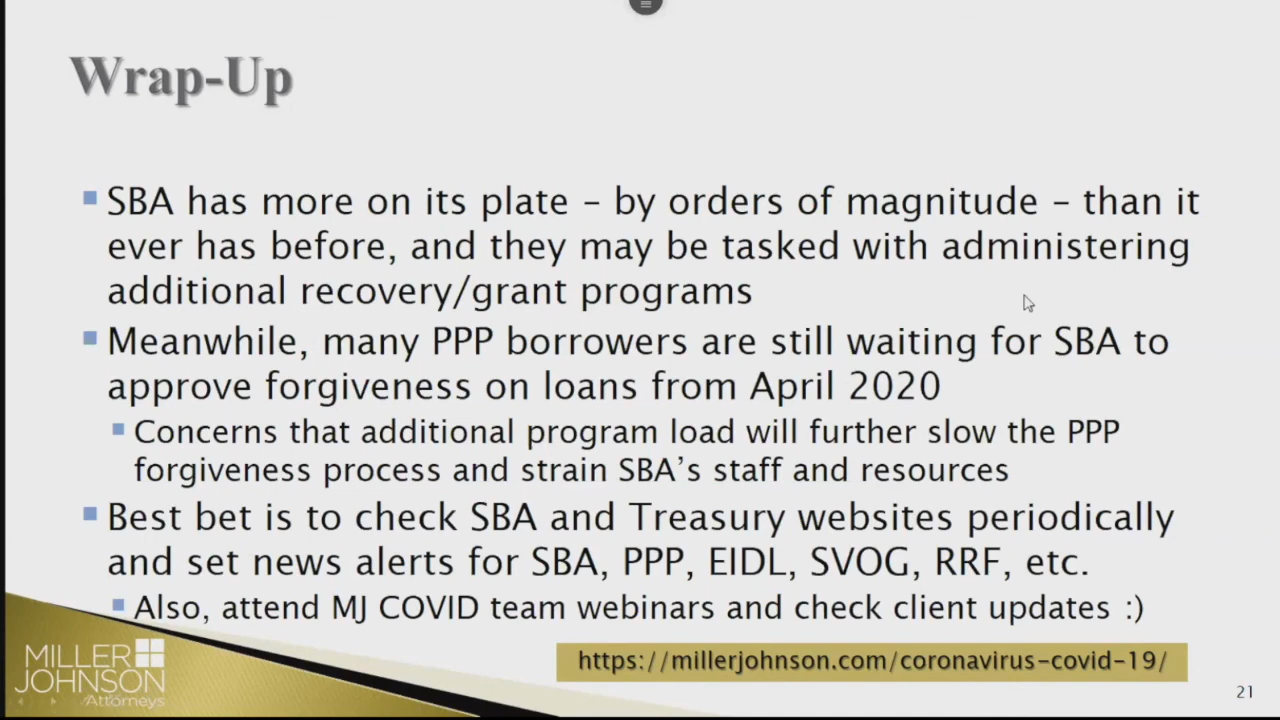 Wrap-Up
SBA has more on its plate – by orders of magnitude – than it
ever has before, and they may be tasked with administering
additional recovery/grant programs
Meanwhile, many PPP borrowers are still waiting for SBA to
approve forgiveness on loans from April 2020
Concerns that additional program load will further slow the PPP
forgiveness process and strain SBA's staff and resources
Best bet is to check SBA and Treasury websites periodically
and set news alerts for SBA, PPP, EIDL, SVOG, RRF, etc.
Also, attend MJ COVID team webinars and check client updates :)
https://millerjohnson.com/coronavirus-covid-19/
MILLER
JOHNSON
Attorneys
21